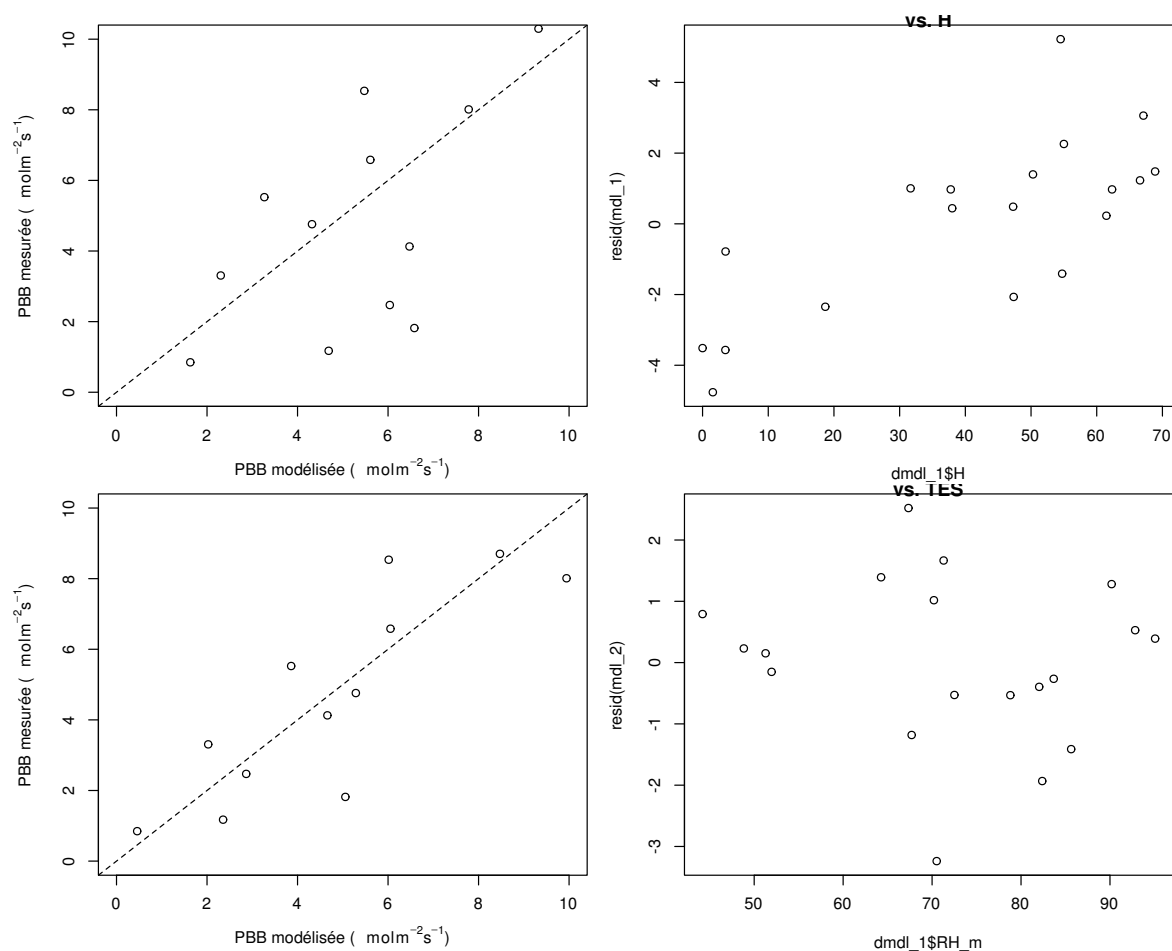 vs. H
10
8
6
4
2
0
PBB mesurée ( molm−2s−1)
0 2 4 6 8 10
PBB modélisée ( molm−2s−1)
4
2
0
-2
-4
resid(mdl_1)
0 10 20 30 40 50 60 70
dmdl_1$H
vs. TES
10
8
6
4
2
0
PBB mesurée ( molm−2s−1)
0 2 4 6 8 10
PBB modélisée ( molm−2s−1)
2
1
0
-1
-2
-3
resid(mdl_2)
50 60 70 80 90
dmdl_1$RH_m